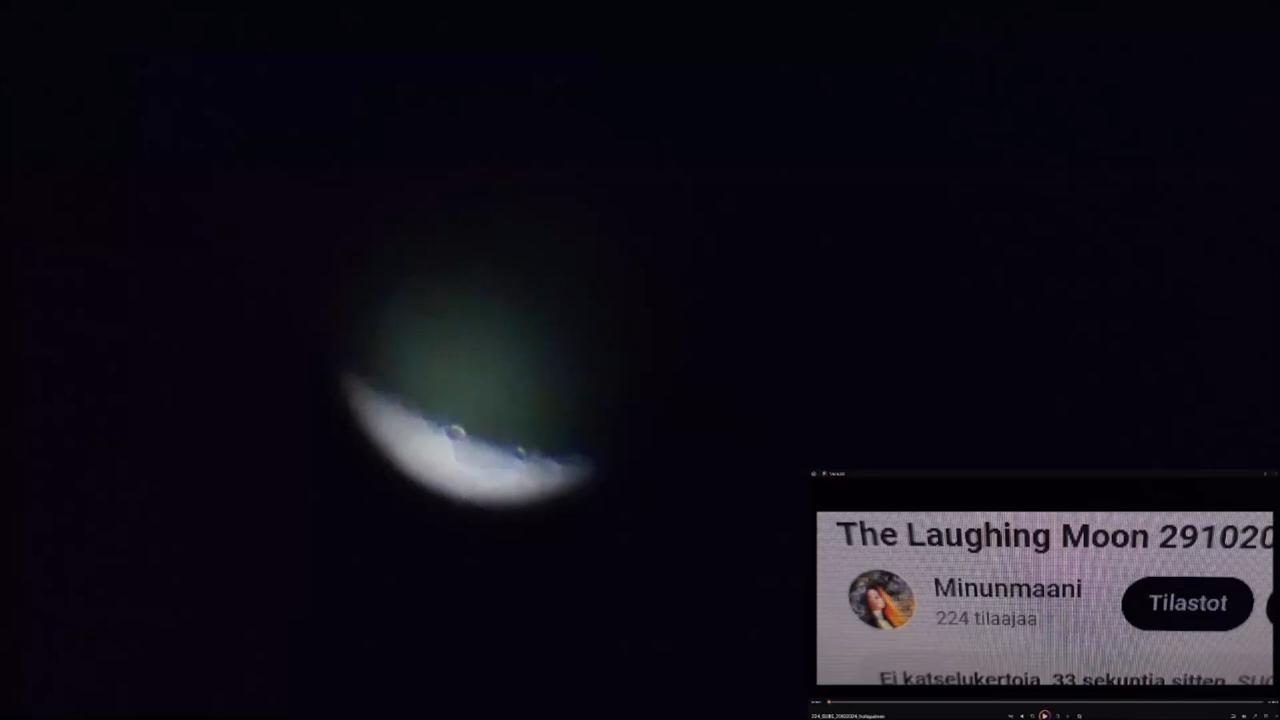 The Laughing Moon 291020
Minunmaani
224 tilaajaa
Tilastot
Ei katselukertoja 33 sekuntia sitten